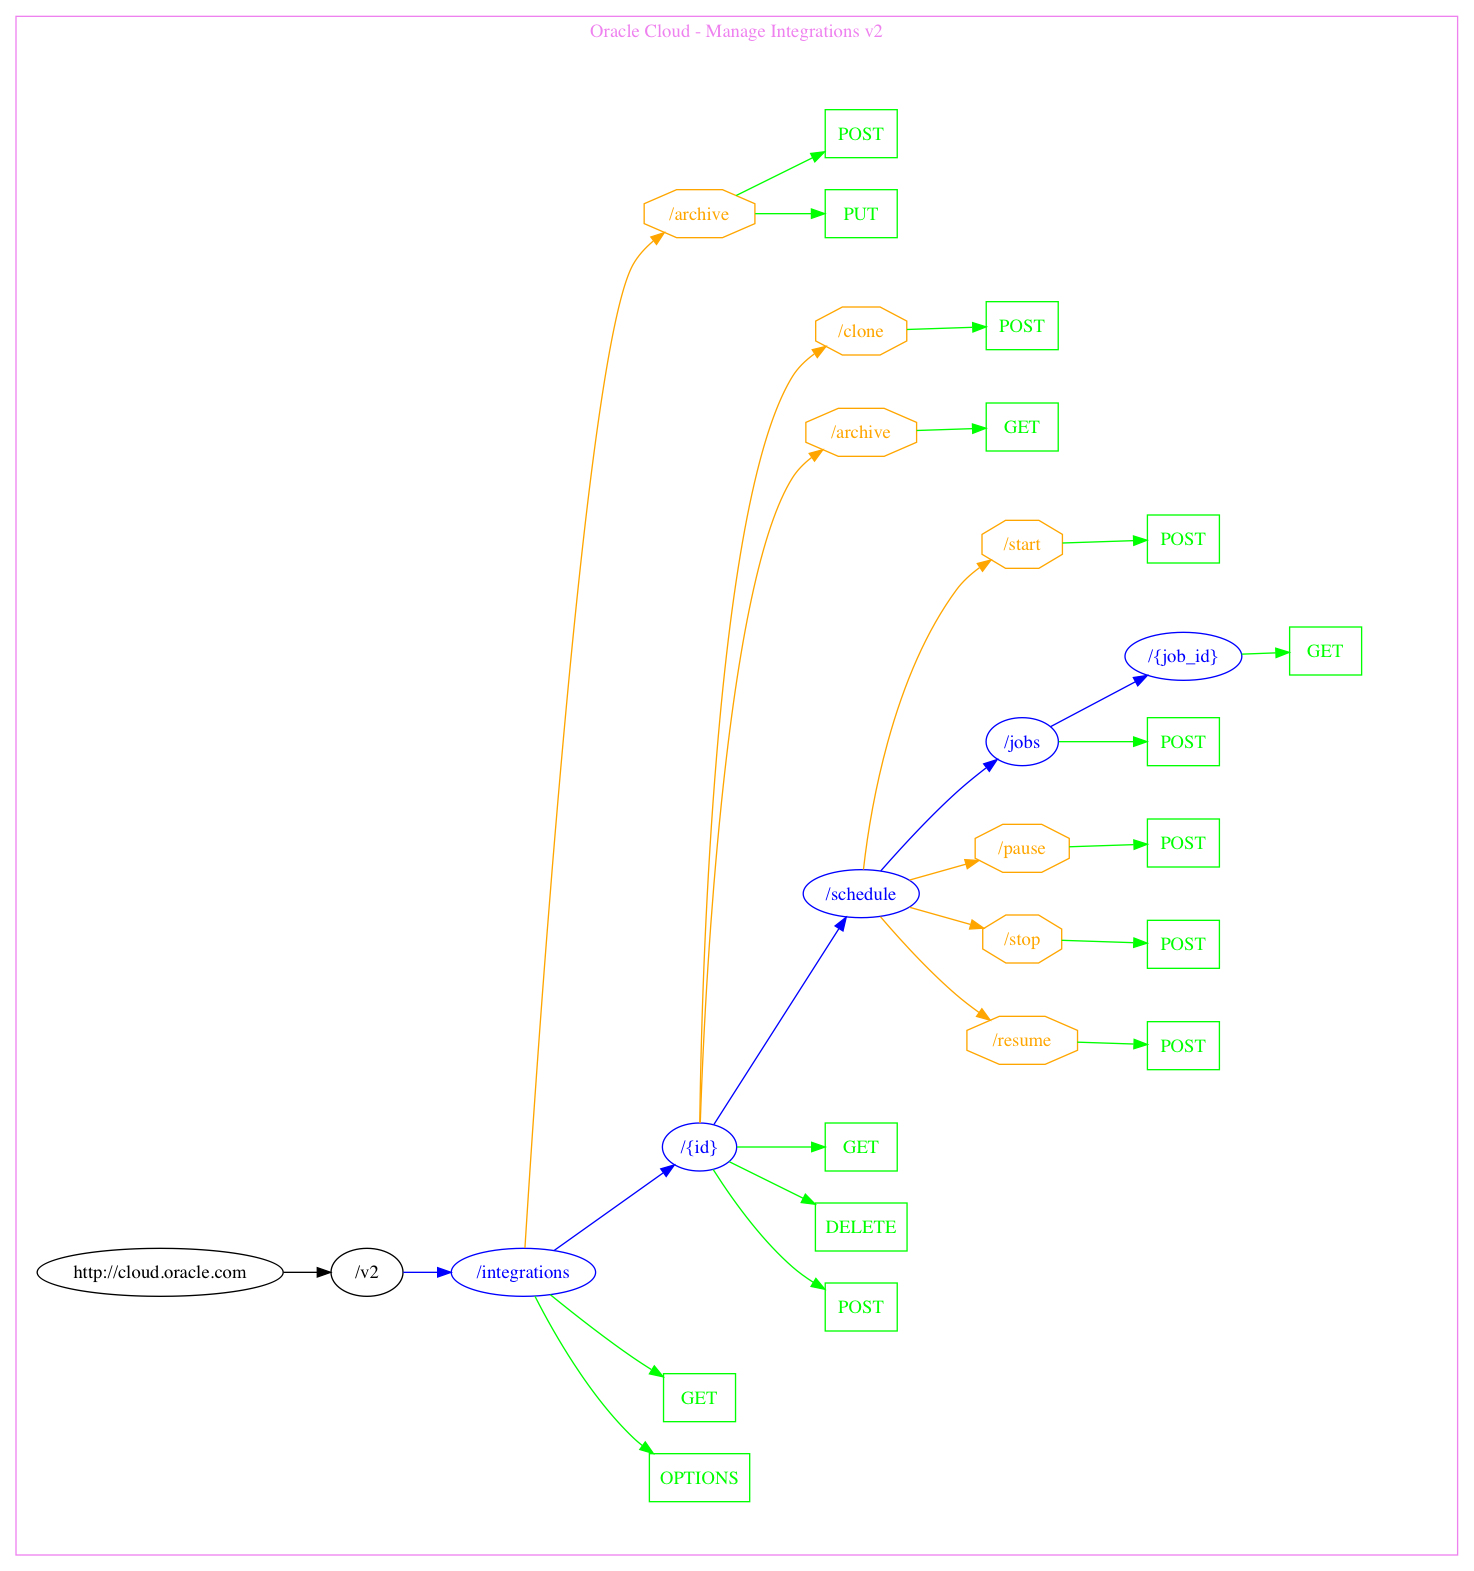 Oracle Cloud - Manage Integrations v2
POST
/archive
PUT
/clone
POST
/archive
GET
/start
POST
/{job_id}
GET
/jobs
POST
/pause
POST
/schedule
/stop
POST
/resume
POST
/{id}
GET
DELETE
http://cloud.oracle.com
/v2
/integrations
POST
GET
OPTIONS